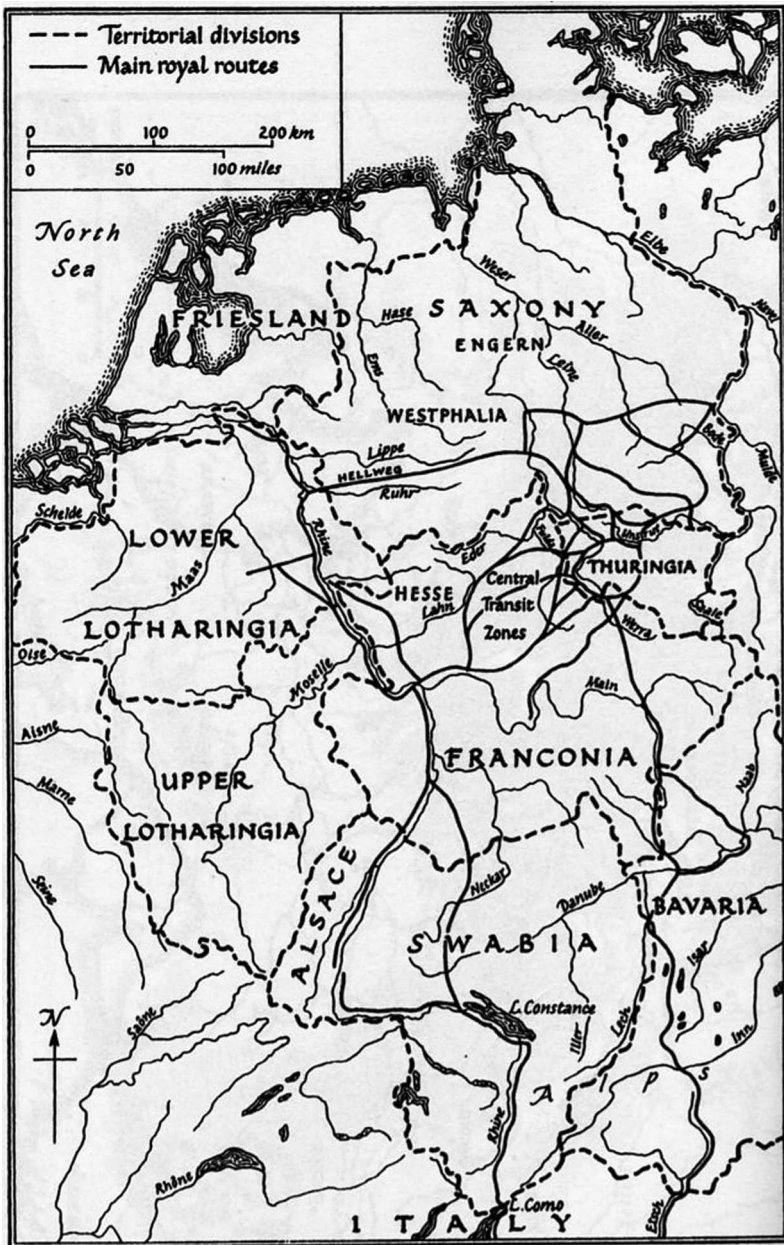 Territorial divisions
Main royal routes
0 100 200 km
0 50 100 miles
North
Sea
Elbe
Havel
FRIESLAND
Hase
Ems
Weser
SAXONY
ENGERN
Aller
Leine
WESTPHALIA
Lippe
HELLWEG
Ruhr
Bode
Mulde
Schelde
LOWER
Maas
LOTHARINGIA
Rhine
Eder
HESSE
Lahn
Fulda
Unstrut
THURINGIA
Central
Transit
Zones
Werra
Saale
Oise
Moselle
Main
Aisne
Marne
Seine
UPPER
LOTHARINGIA
FRANCONIA
Naab
ALSACE
Neckar
Danube
BAVARIA
SWABIA
Isar
Inn
N
S
Saône
L. Constance
Iller
Lech
Alps
Rhine
Rhône
L. Como
Etsch
ITALY